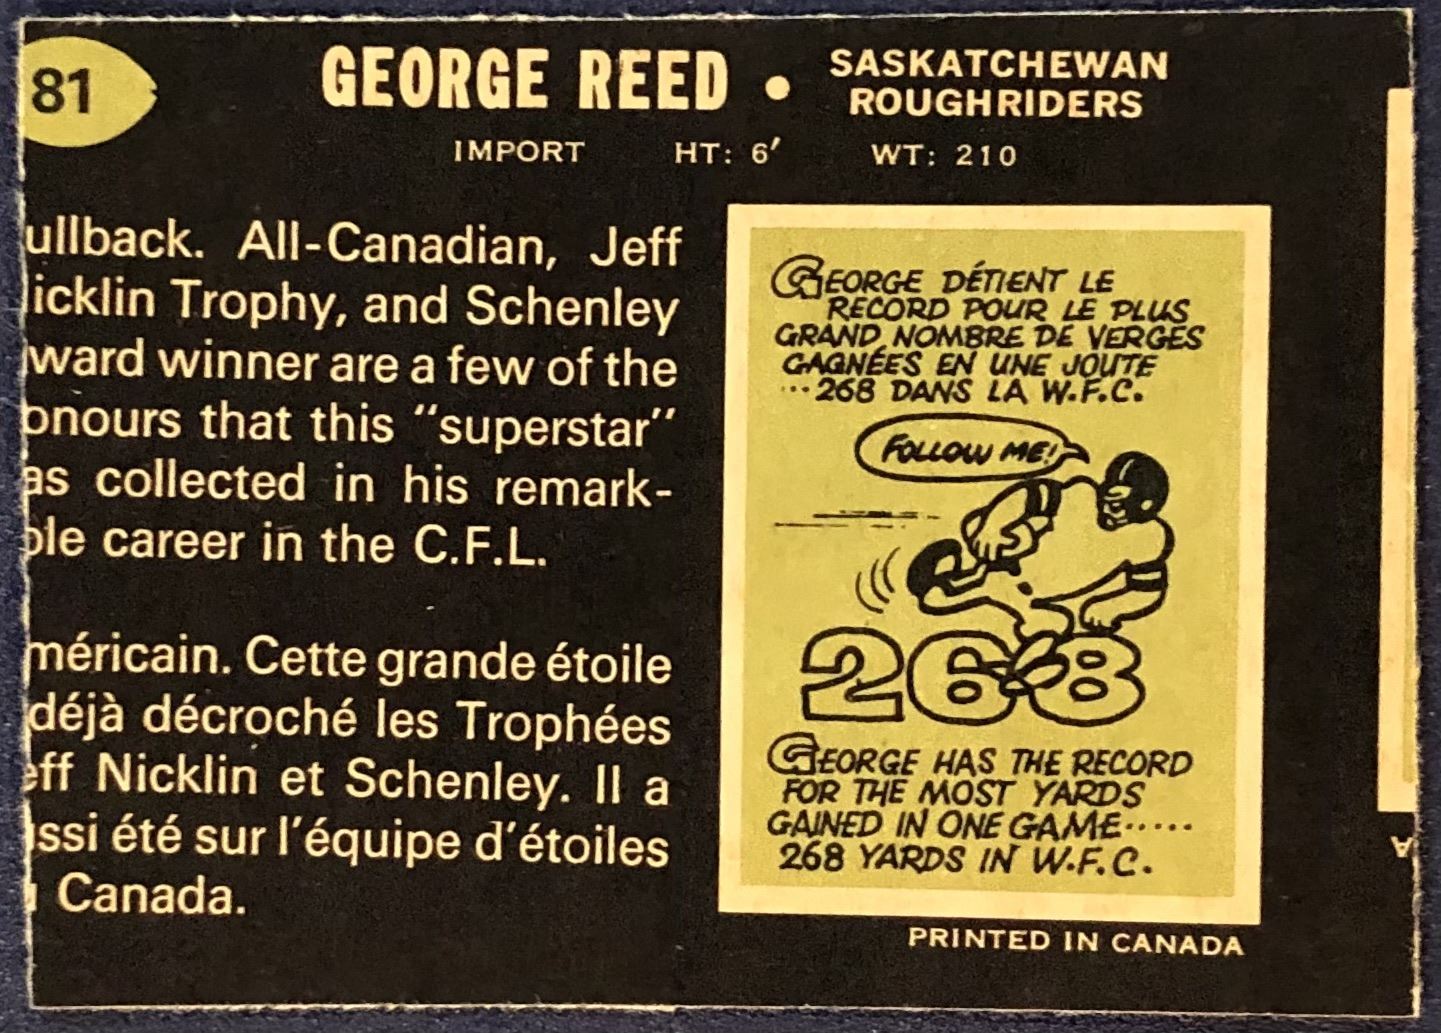 81
GEORGE REED • SASKATCHEWAN
ROUGHRIDERS
IMPORT HT: 6′ WT: 210
ullback. All-Canadian, Jeff
icklin Trophy, and Schenley
ward winner are a few of the
onours that this "superstar"
as collected in his remark-
ble career in the C.F.L.
méricain. Cette grande étoile
déjà décroché les Trophées
eff Nicklin et Schenley. Il a
ussi été sur l'équipe d'étoiles
Canada.
GEORGE DÉTIENT LE
RECORD POUR LE PLUS
GRAND NOMBRE DE VERGES
GAGNÉES EN UNE JOUTE
...268 DANS LA W.F.C.
FOLLOW ME!
268
GEORGE HAS THE RECORD
FOR THE MOST YARDS
GAINED IN ONE GAME.....
268 YARDS IN W.F.C.
PRINTED IN CANADA
A